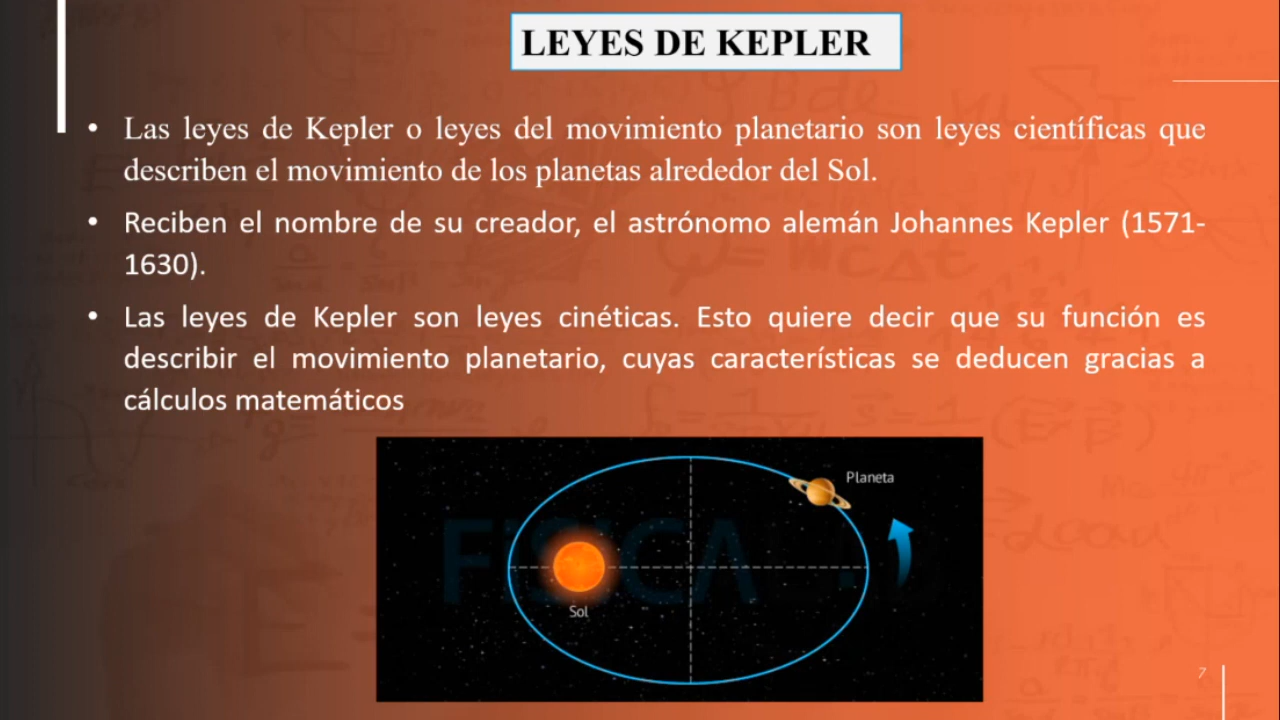 LEYES DE KEPLER
• Las leyes de Kepler o leyes del movimiento planetario son leyes científicas que
describen el movimiento de los planetas alrededor del Sol.
• Reciben el nombre de su creador, el astrónomo alemán Johannes Kepler (1571-
1630).
• Las leyes de Kepler son leyes cinéticas. Esto quiere decir que su función es
describir el movimiento planetario, cuyas características se deducen gracias a
cálculos matemáticos
Planeta
FISICALAB
Sol
7